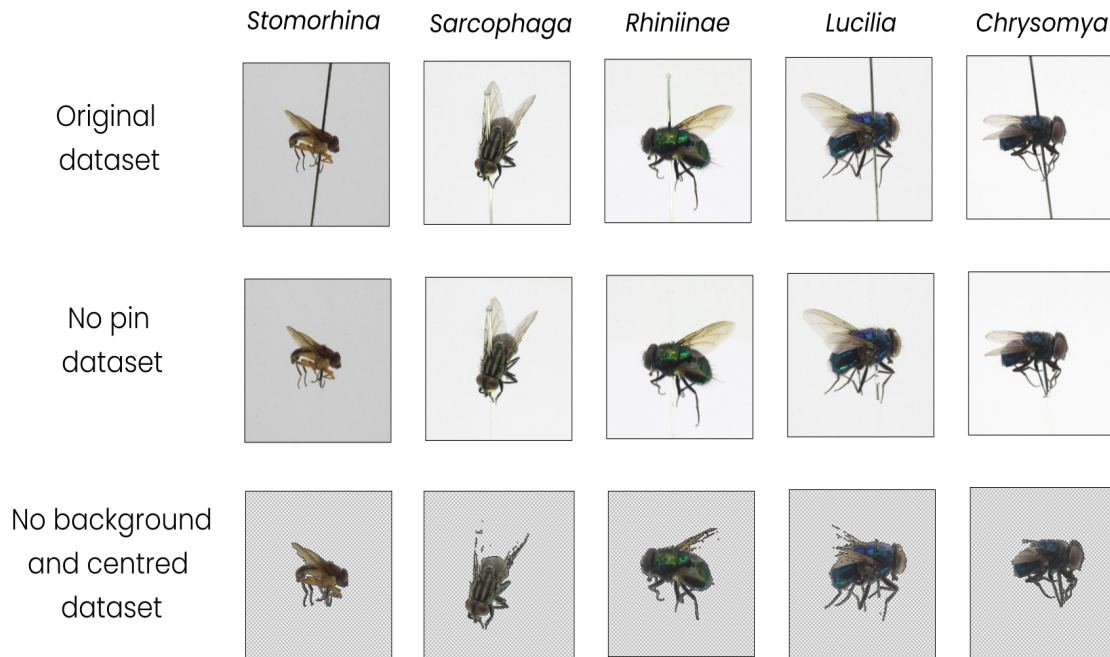 Stomorhina Sarcophaga Rhiniinae Lucilia Chrysomya
Original
dataset
No pin
dataset
No background
and centred
dataset